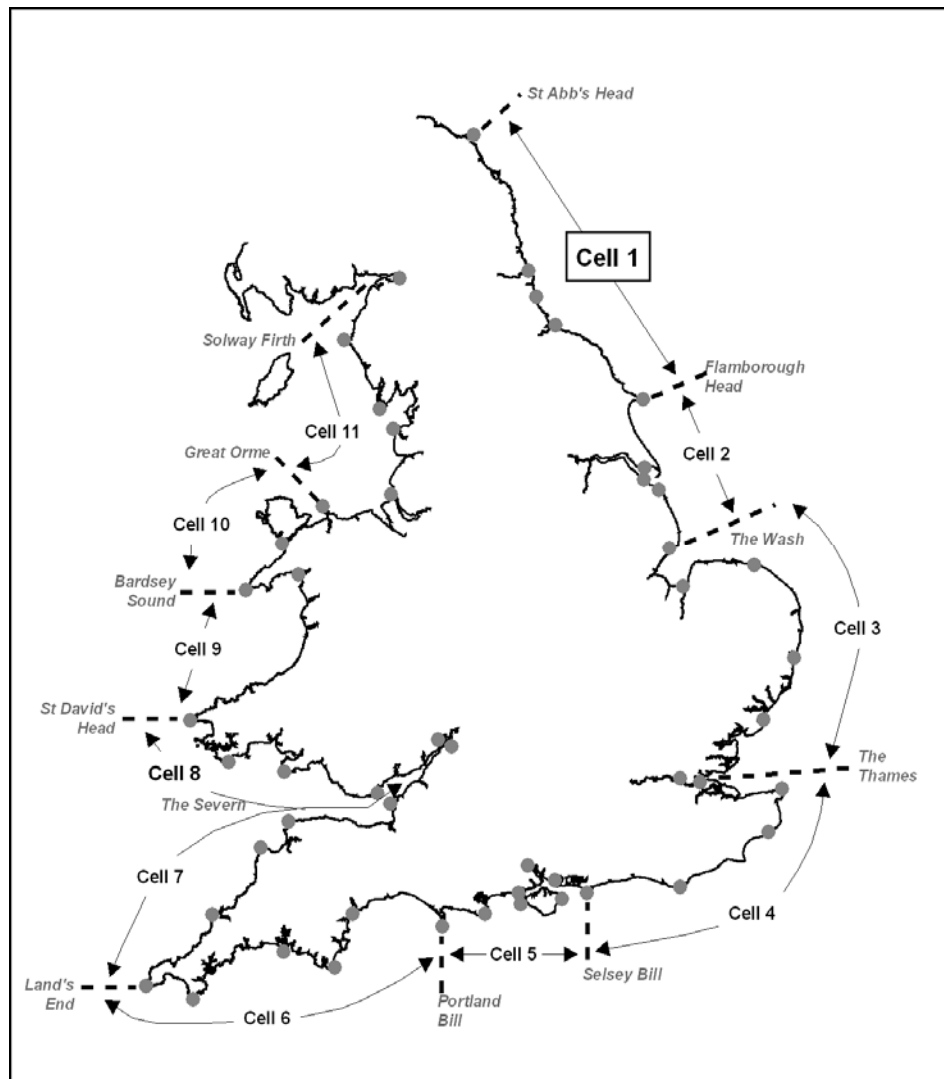 St Abb's Head
Cell 1
Solway Firth
Flamborough
Head
Cell 11
Great Orme
Cell 2
Cell 10
The Wash
Bardsey
Sound
Cell 3
Cell 9
St David's
Head
Cell 8
The
Thames
The Severn
Cell 7
Cell 4
Cell 5
Land's
End
Selsey Bill
Cell 6
Portland
Bill